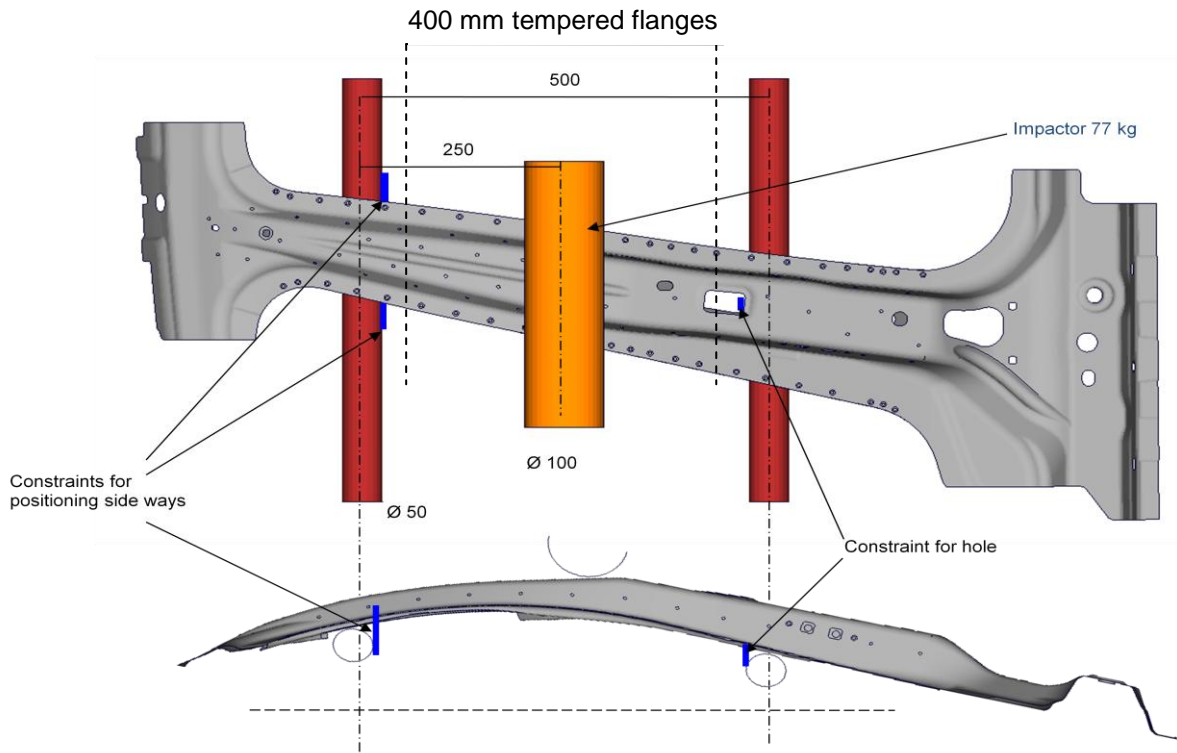 400 mm tempered flanges
500
Impactor 77 kg
250
Ø 100
Constraints for
positioning side ways
Ø 50
Constraint for hole